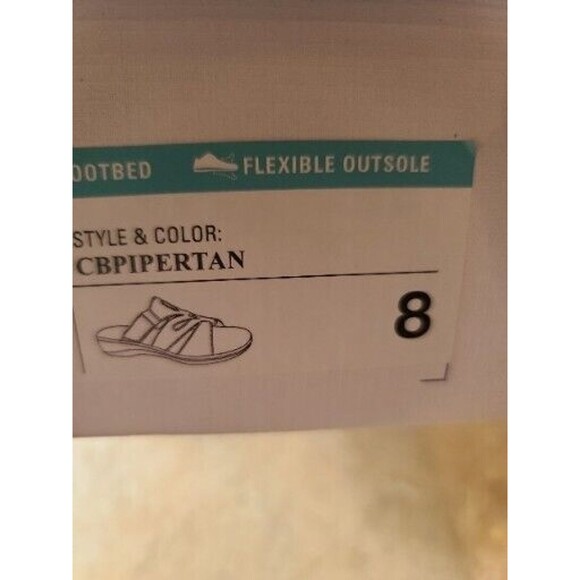 OOTBED FLEXIBLE OUTSOLE
STYLE & COLOR:
CBPIPERTAN
8